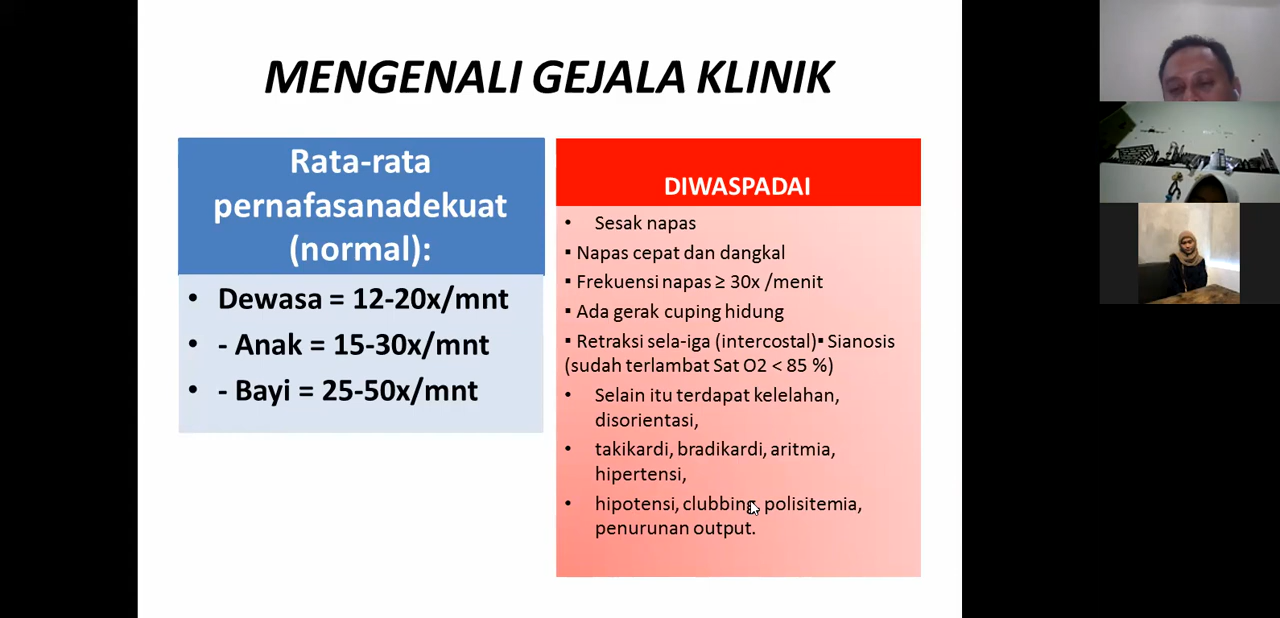 MENGENALI GEJALA KLINIK
Rata-rata
pernafasanadekuat
(normal):
• Dewasa = 12-20x/mnt
• - Anak = 15-30x/mnt
• - Bayi = 25-50x/mnt
DIWASPADAI
• Sesak napas
▪ Napas cepat dan dangkal
▪ Frekuensi napas ≥ 30x /menit
▪ Ada gerak cuping hidung
▪ Retraksi sela-iga (intercostal)▪ Sianosis
(sudah terlambat Sat O2 < 85 %)
• Selain itu terdapat kelelahan,
disorientasi,
• takikardi, bradikardi, aritmia,
hipertensi,
• hipotensi, clubbing, polisitemia,
penurunan output.